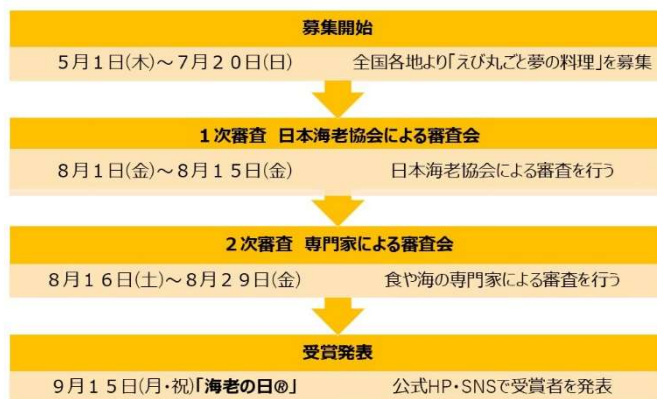 募集開始
5月1日(木)～7月20日(日) 全国各地より「えび丸ごと夢の料理」を募集
1次審査 日本海老協会による審査会
8月1日(金)～8月15日(金) 日本海老協会による審査を行う
2次審査 専門家による審査会
8月16日(土)～8月29日(金) 食や海の専門家による審査を行う
受賞発表
9月15日(月・祝)「海老の日®」 公式HP・SNSで受賞者を発表